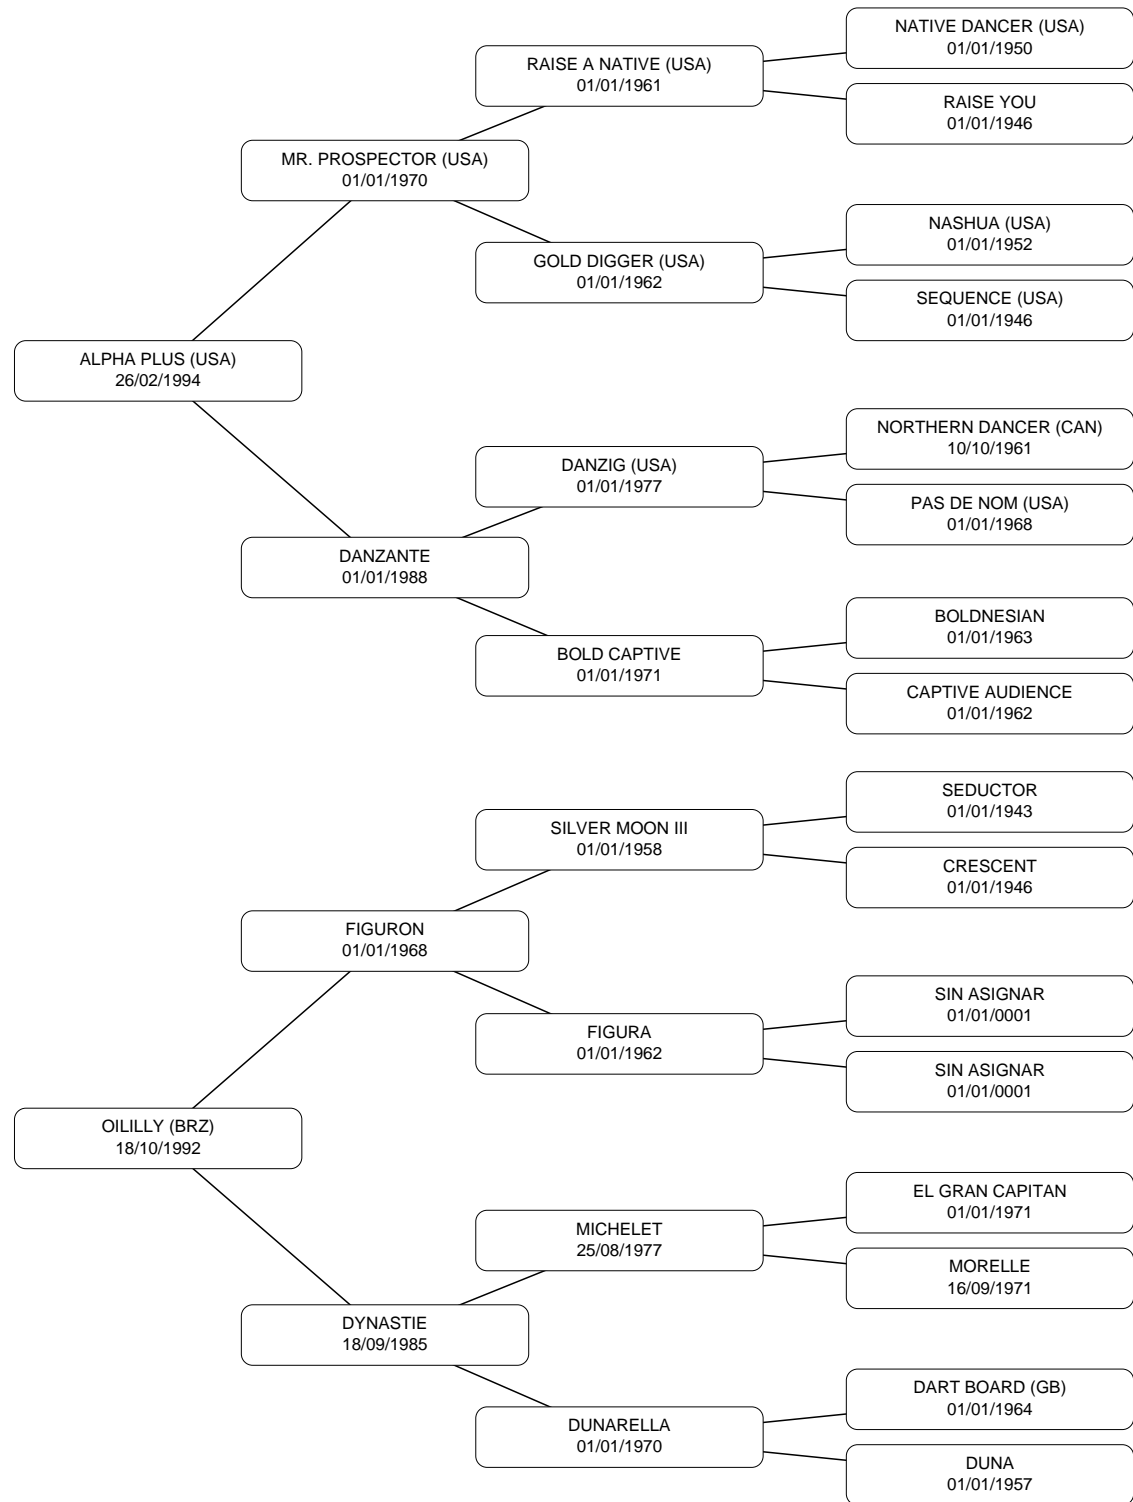 NATIVE DANCER (USA)
01/01/1950
RAISE A NATIVE (USA)
01/01/1961
RAISE YOU
01/01/1946
MR. PROSPECTOR (USA)
01/01/1970
NASHUA (USA)
01/01/1952
GOLD DIGGER (USA)
01/01/1962
SEQUENCE (USA)
01/01/1946
ALPHA PLUS (USA)
26/02/1994
NORTHERN DANCER (CAN)
10/10/1961
DANZIG (USA)
01/01/1977
PAS DE NOM (USA)
01/01/1968
DANZANTE
01/01/1988
BOLDNESIAN
01/01/1963
BOLD CAPTIVE
01/01/1971
CAPTIVE AUDIENCE
01/01/1962
SEDUCTOR
01/01/1943
SILVER MOON III
01/01/1958
CRESCENT
01/01/1946
FIGURON
01/01/1968
SIN ASIGNAR
01/01/0001
FIGURA
01/01/1962
SIN ASIGNAR
01/01/0001
OILILLY (BRZ)
18/10/1992
EL GRAN CAPITAN
01/01/1971
MICHELET
25/08/1977
MORELLE
16/09/1971
DYNASTIE
18/09/1985
DART BOARD (GB)
01/01/1964
DUNARELLA
01/01/1970
DUNA
01/01/1957